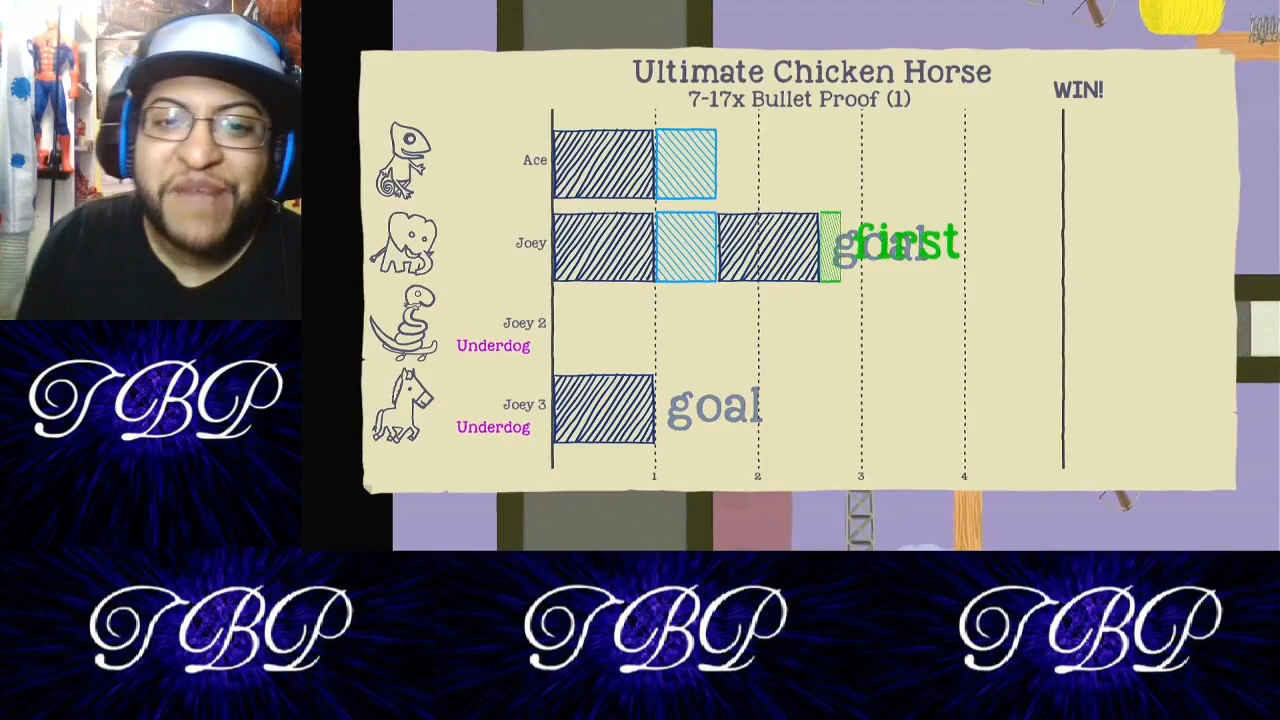 Ultimate Chicken Horse
7-17x Bullet Proof (1)
WIN!
Ace
Joey
goal
first
Joey 2
Underdog
Joey 3
Underdog
goal
1 2 3 4
TBP
TBP TBP TBP